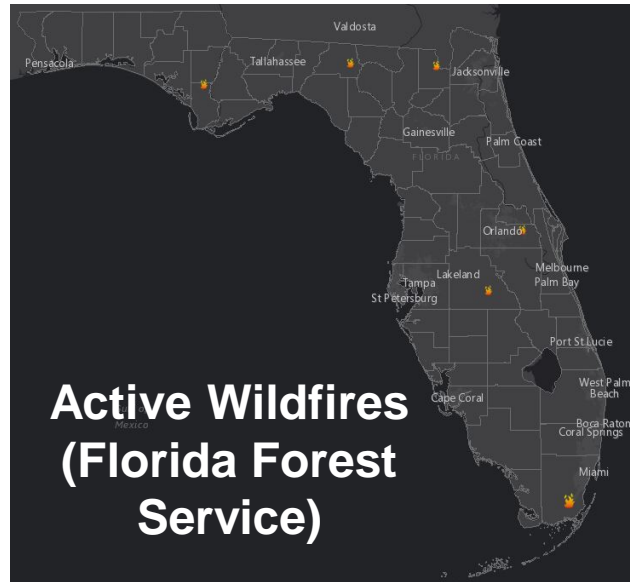 Valdosta
Pensacola
Tallahassee
Jacksonville
Gainesville
Palm Coast
FLORIDA
Orlando
Lakeland
Melbourne
Tampa
Palm Bay
St Petersburg
Port St Lucie
West Palm
Beach
Cape Coral
Boca Raton
Coral Springs
Mexico
Miami
Active Wildfires
(Florida Forest
Service)